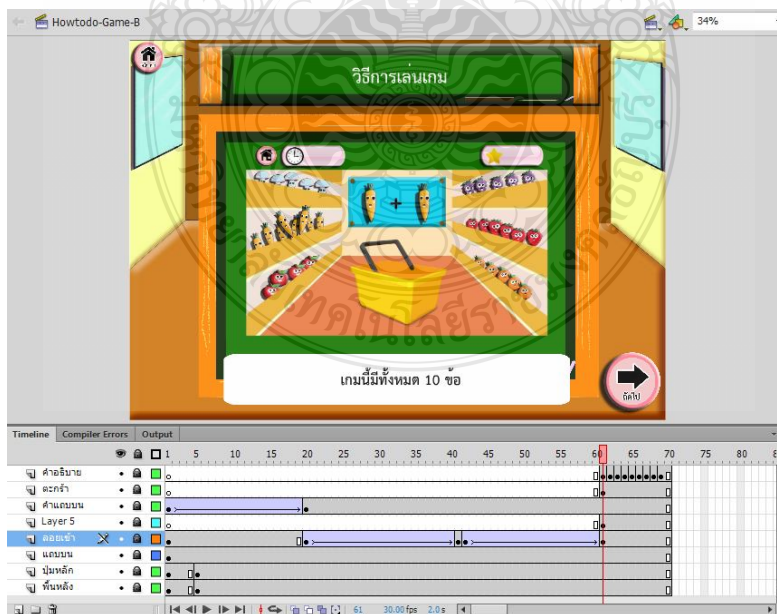 Howtodo-Game-B
34%
วิธีการเล่นเกม
เกมนี้มีทั้งหมด 10 ข้อ
ถัดไป
Timeline Compiler Errors Output
1 5 10 15 20 25 30 35 40 45 50 55 60 65 70 75 80
คำอธิบาย
ตะกร้า
คำแถบบน
Layer 5
ลอยเข้า
แถบบน
ปุ่มหลัก
พื้นหลัง
61 30.00 fps 2.0 s